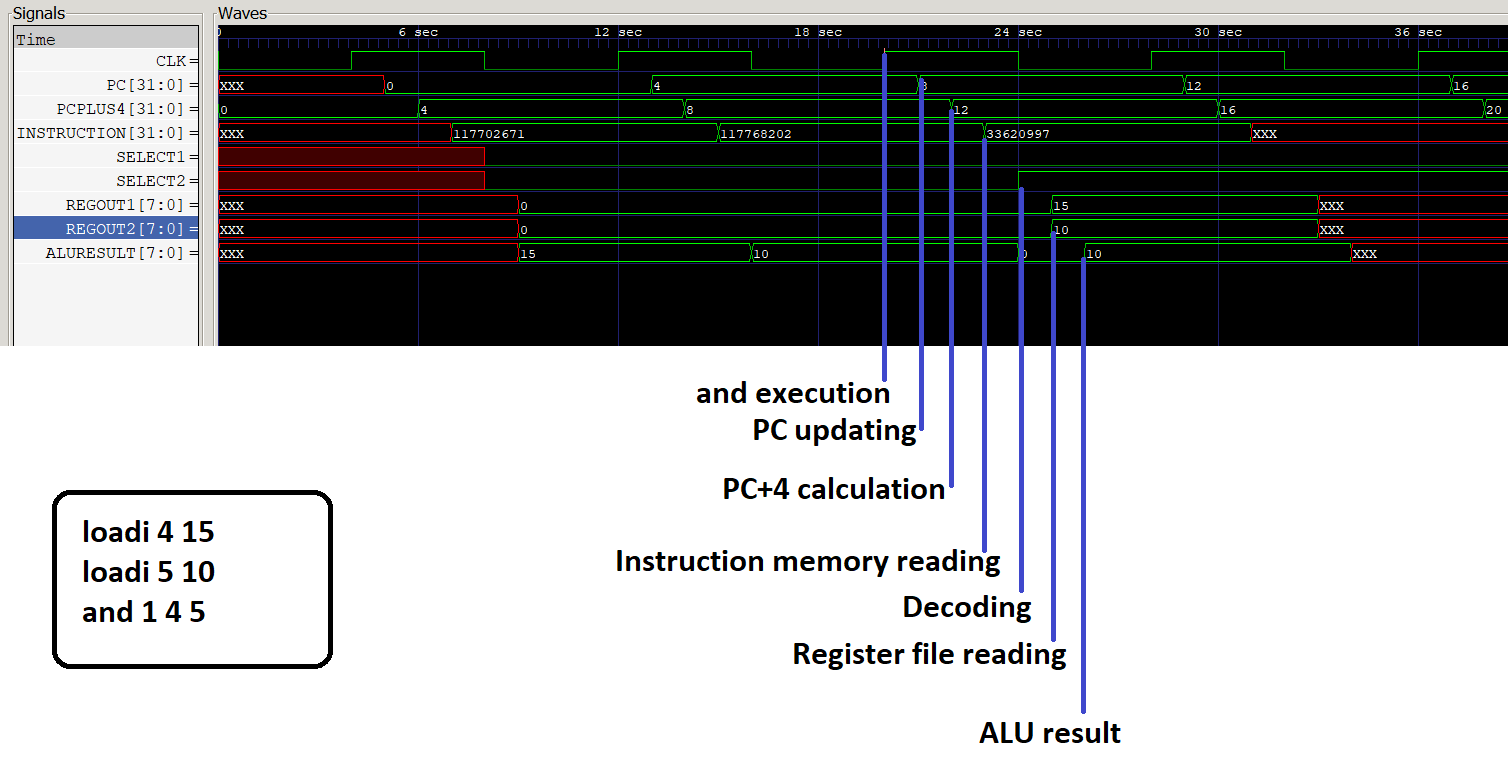 Signals
Waves
Time
6 sec 12 sec 18 sec 24 sec 30 sec 36 sec
CLK =
PC[31:0] = xxx 0 4 8 12 16
PCPLUS4[31:0] = 0 4 8 12 16 20
INSTRUCTION[31:0] = xxx 117702671 117768202 33620997 xxx
SELECT1 =
SELECT2 =
REGOUT1[7:0] = xxx 0 15 xxx
REGOUT2[7:0] = xxx 0 10 xxx
ALURESULT[7:0] = xxx 15 10 0 10 xxx
and execution
PC updating
PC+4 calculation
Instruction memory reading
Decoding
Register file reading
ALU result
loadi 4 15
loadi 5 10
and 1 4 5